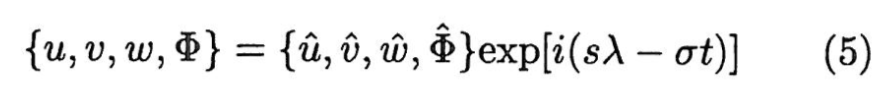 {u, v, w, Φ} = {û, v̂, ŵ, Φ̂}exp[i(sλ − σt)] (5)